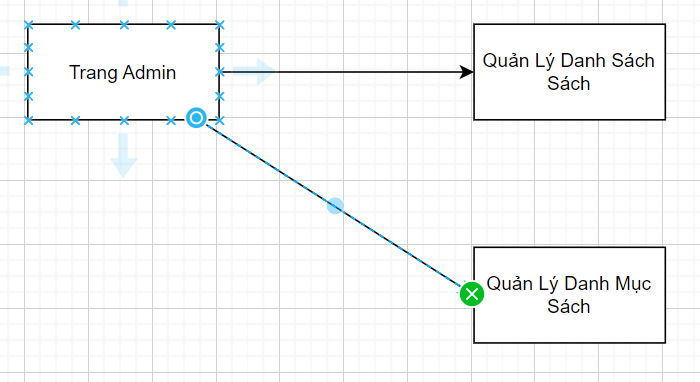 Trang Admin
Quản Lý Danh Sách
Sách
Quản Lý Danh Mục
Sách